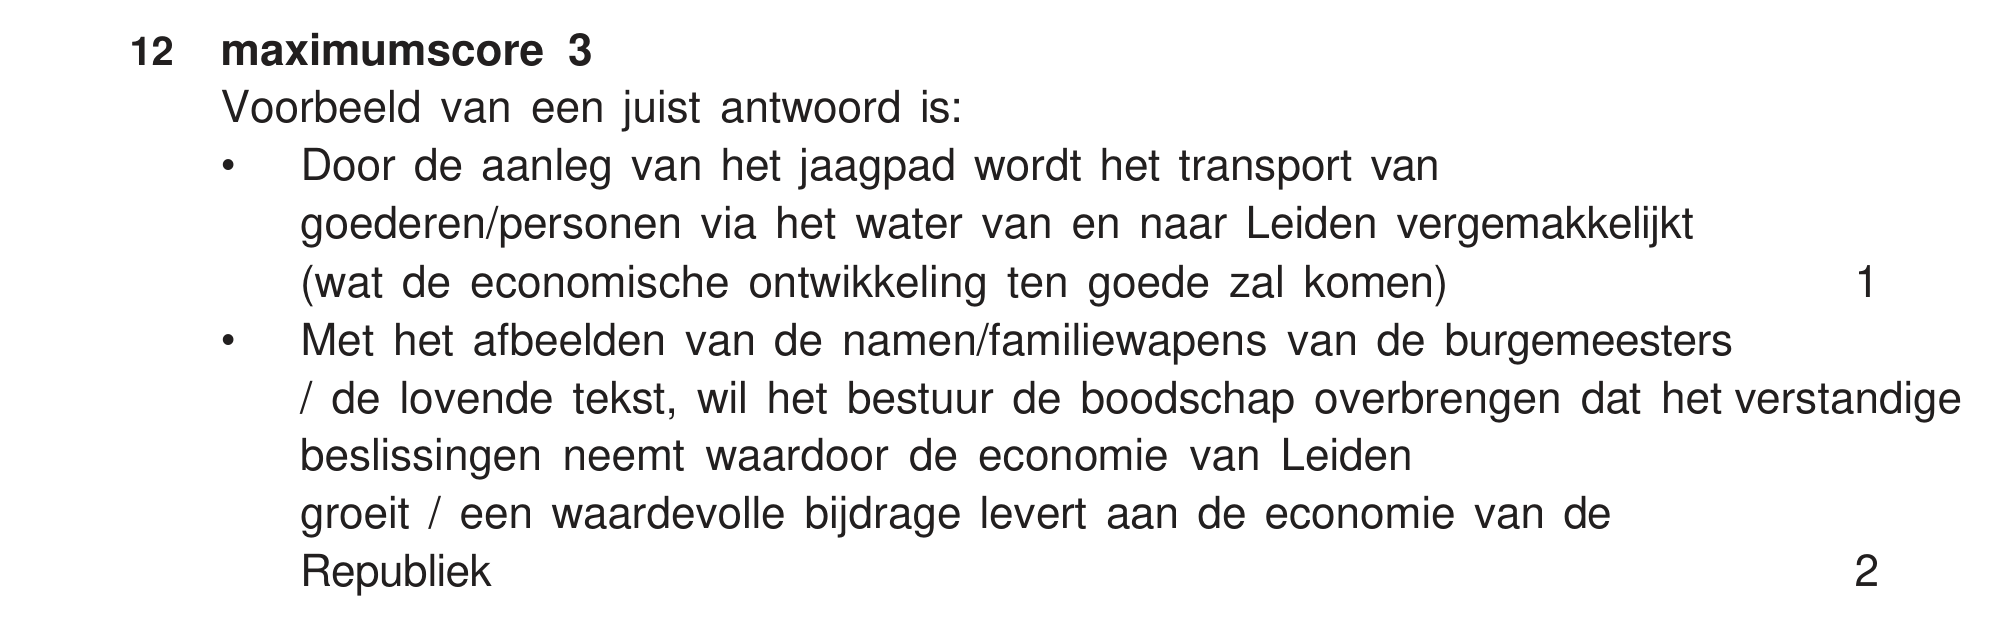 12 maximumscore 3
Voorbeeld van een juist antwoord is:
• Door de aanleg van het jaagpad wordt het transport van
goederen/personen via het water van en naar Leiden vergemakkelijkt
(wat de economische ontwikkeling ten goede zal komen) 1
• Met het afbeelden van de namen/familiewapens van de burgemeesters
/ de lovende tekst, wil het bestuur de boodschap overbrengen dat het verstandige
beslissingen neemt waardoor de economie van Leiden
groeit / een waardevolle bijdrage levert aan de economie van de
Republiek 2